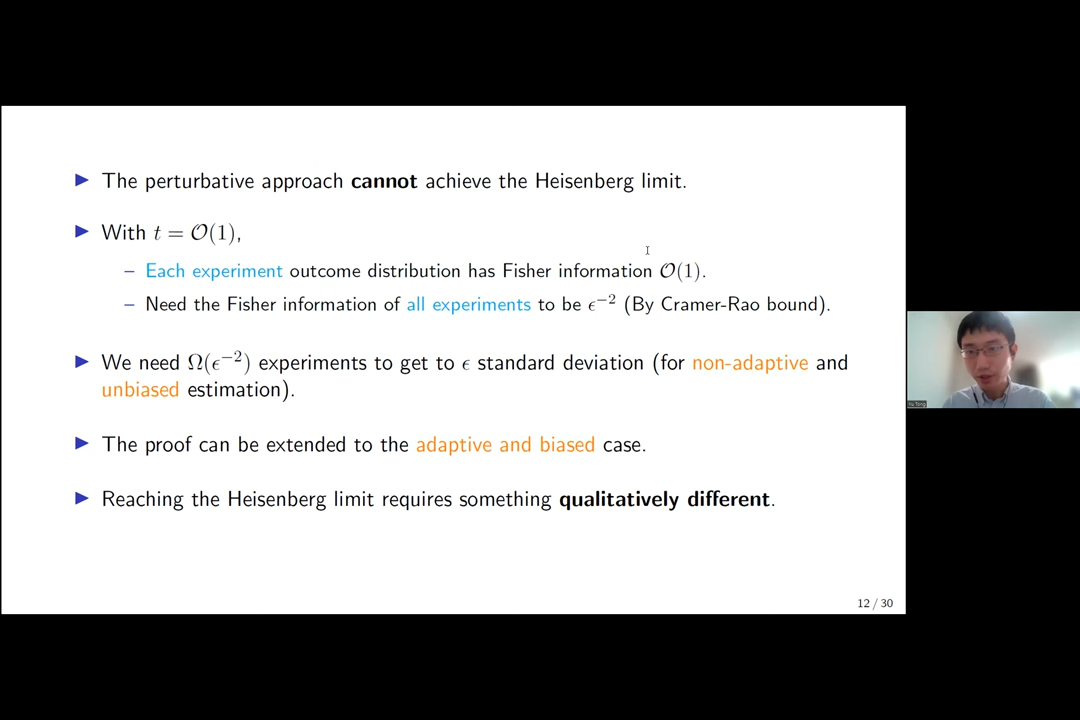 ▶ The perturbative approach cannot achieve the Heisenberg limit.
▶ With t = 𝒪(1),
– Each experiment outcome distribution has Fisher information 𝒪(1).
– Need the Fisher information of all experiments to be ϵ⁻² (By Cramer-Rao bound).
▶ We need Ω(ϵ⁻²) experiments to get to ϵ standard deviation (for non-adaptive and
unbiased estimation).
▶ The proof can be extended to the adaptive and biased case.
▶ Reaching the Heisenberg limit requires something qualitatively different.
12 / 30
Yu Tong